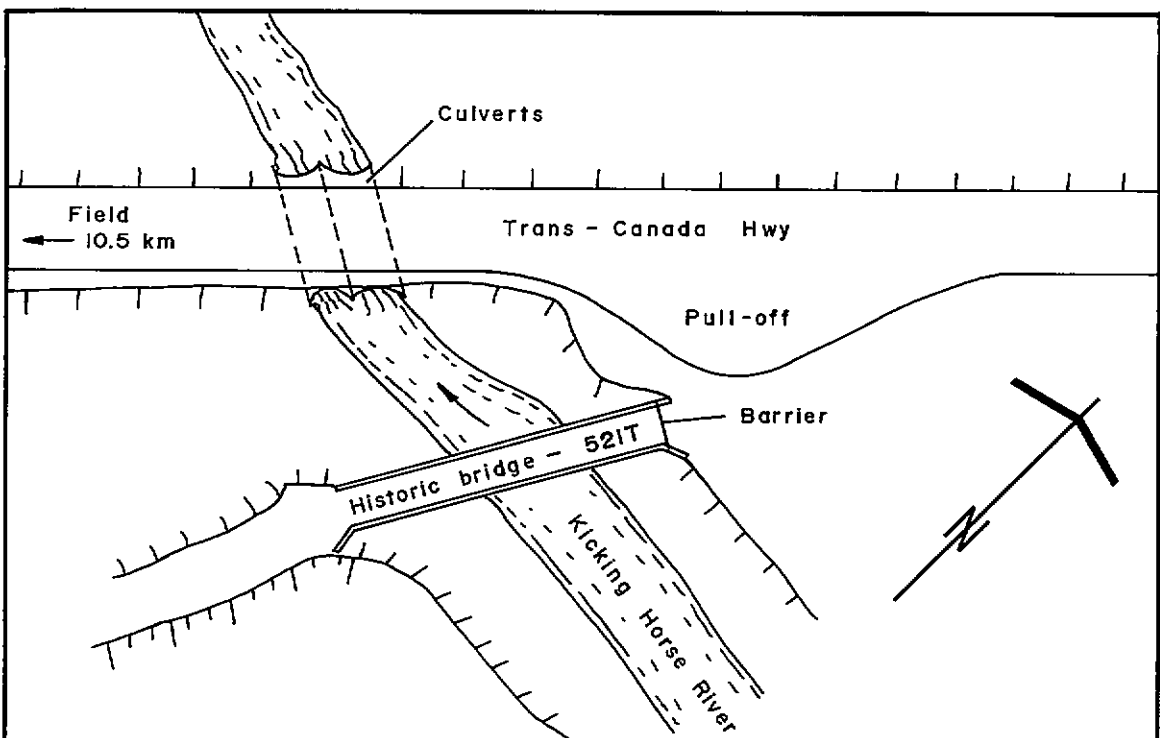 Culverts
Field
10.5 km
Trans - Canada Hwy
Pull-off
Barrier
Historic bridge - 521T
Kicking Horse River
N